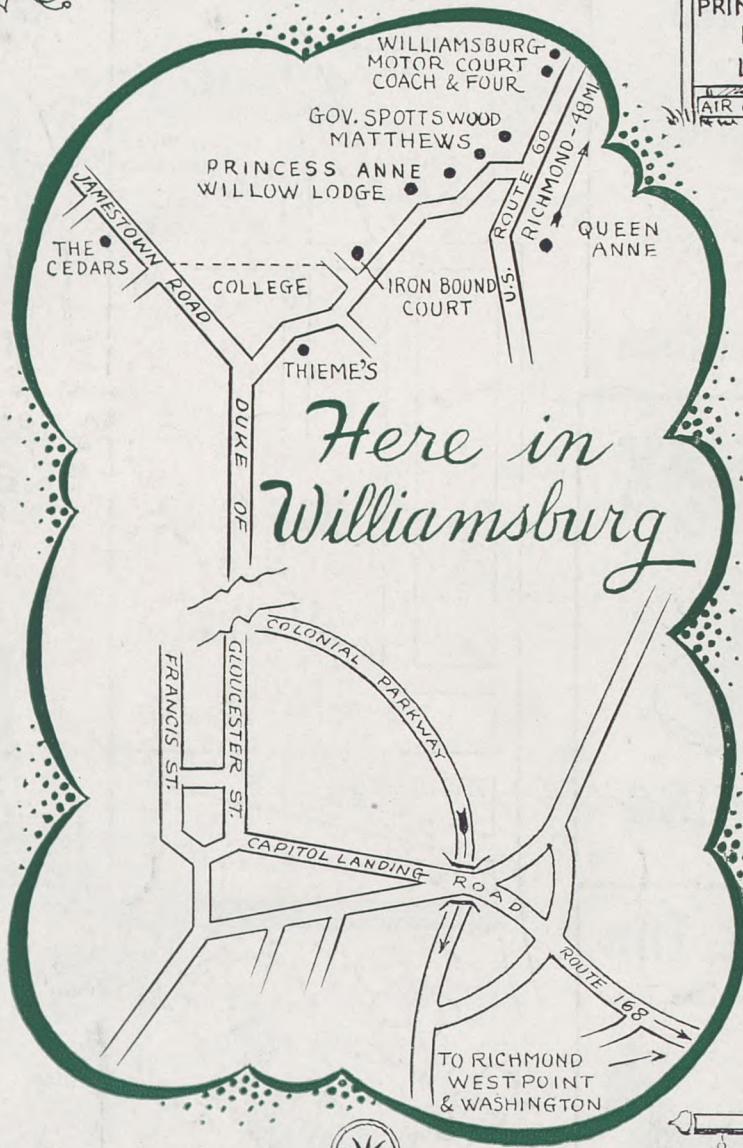 PRIN
AIR
WILLIAMSBURG
MOTOR COURT
COACH & FOUR
GOV. SPOTTSWOOD
MATTHEWS
PRINCESS ANNE
WILLOW LODGE
U.S. ROUTE 60
RICHMOND-48MI.
QUEEN
ANNE
JAMESTOWN ROAD
THE
CEDARS
COLLEGE
IRON BOUND
COURT
THIEME'S
DUKE OF
Here in
Williamsburg
COLONIAL PARKWAY
FRANCIS ST.
GLOUCESTER ST.
CAPITOL LANDING ROAD
ROUTE 168
TO RICHMOND
WEST POINT
& WASHINGTON